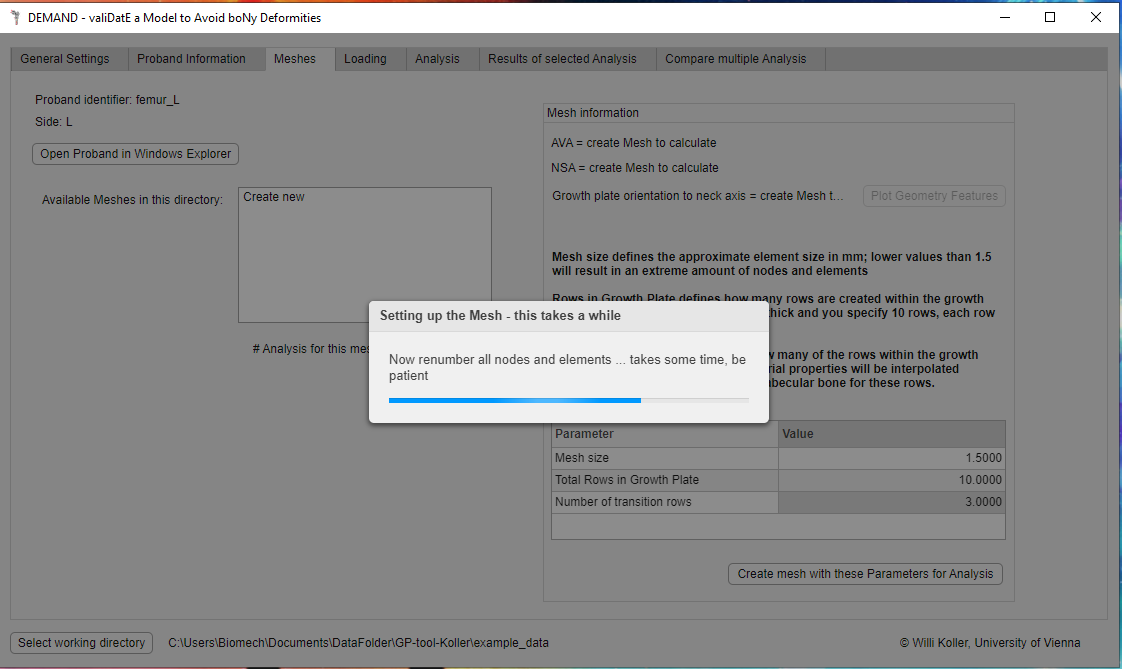 DEMAND - valiDatE a Model to Avoid boNy Deformities
General Settings
Proband Information
Meshes
Loading
Analysis
Results of selected Analysis
Compare multiple Analysis
Proband identifier: femur_L
Side: L
Open Proband in Windows Explorer
Available Meshes in this directory:
Create new
# Analysis for this mes
Mesh information
AVA = create Mesh to calculate
NSA = create Mesh to calculate
Growth plate orientation to neck axis = create Mesh t...
Plot Geometry Features
Mesh size defines the approximate element size in mm; lower values than 1.5
will result in an extreme amount of nodes and elements
Rows in Growth Plate defines how many rows are created within the growth
thick and you specify 10 rows, each row
many of the rows within the growth
rial properties will be interpolated
abecular bone for these rows.
Setting up the Mesh - this takes a while
Now renumber all nodes and elements ... takes some time, be
patient
Parameter Value
Mesh size 1.5000
Total Rows in Growth Plate 10.0000
Number of transition rows 3.0000
Create mesh with these Parameters for Analysis
Select working directory
C:\Users\Biomech\Documents\DataFolder\GP-tool-Koller\example_data
© Willi Koller, University of Vienna